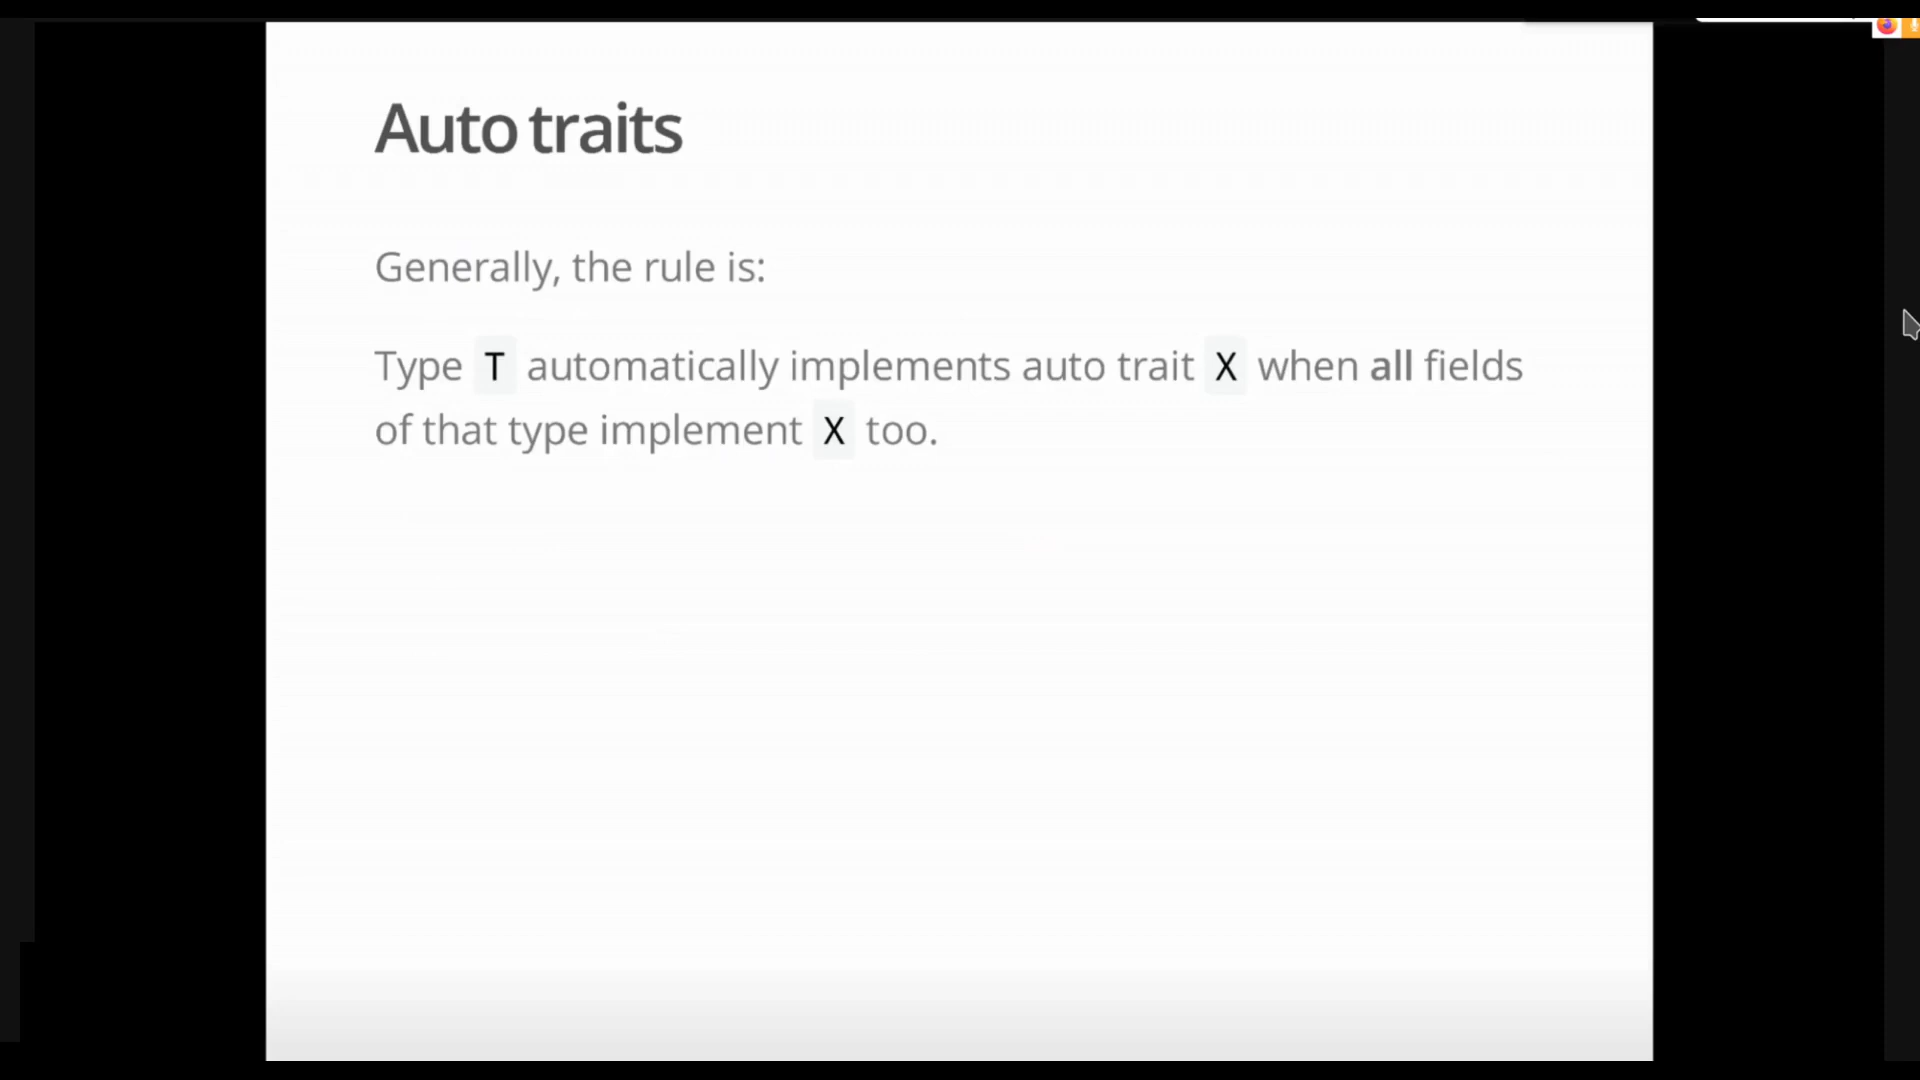 Auto traits
Generally, the rule is:
Type T automatically implements auto trait X when all fields
of that type implement X too.